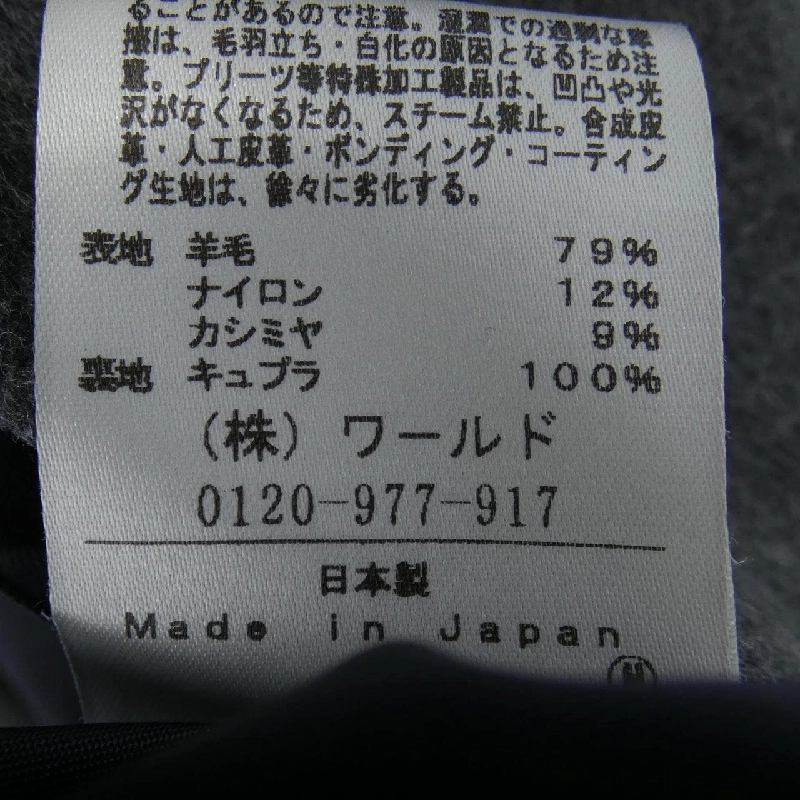 ることがあるので注意。湿潤での過剰な摩
擦は、毛羽立ち・白化の原因となるため注
意。プリーツ等特殊加工製品は、凹凸や光
沢がなくなるため、スチーム禁止。合成皮
革・人工皮革・ボンディング・コーティン
グ生地は、徐々に劣化する。
表地 羊毛 79%
ナイロン 12%
カシミヤ 9%
裏地 キュプラ 100%
(株) ワールド
0120-977-917
日本製
Made in Japan